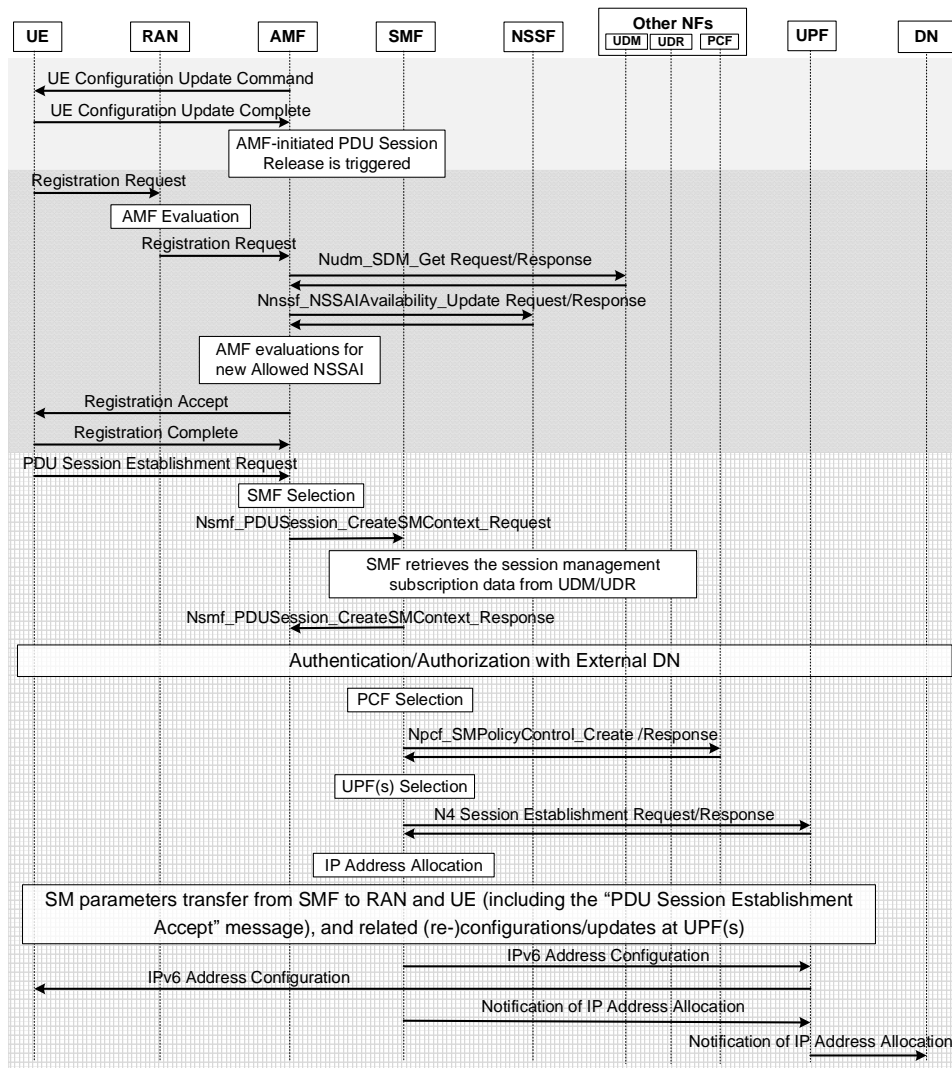 Other NFs
UE RAN AMF SMF NSSF UDM UDR PCF UPF DN
UE Configuration Update Command
UE Configuration Update Complete
AMF-initiated PDU Session
Release is triggered
Registration Request
AMF Evaluation
Registration Request
Nudm_SDM_Get Request/Response
Nnssf_NSSAIAvailability_Update Request/Response
AMF evaluations for
new Allowed NSSAI
Registration Accept
Registration Complete
PDU Session Establishment Request
SMF Selection
Nsmf_PDUSession_CreateSMContext_Request
SMF retrieves the session management
subscription data from UDM/UDR
Nsmf_PDUSession_CreateSMContext_Response
Authentication/Authorization with External DN
PCF Selection
Npcf_SMPolicyControl_Create /Response
UPF(s) Selection
N4 Session Establishment Request/Response
IP Address Allocation
SM parameters transfer from SMF to RAN and UE (including the “PDU Session Establishment
Accept” message), and related (re-)configurations/updates at UPF(s)
IPv6 Address Configuration
IPv6 Address Configuration
Notification of IP Address Allocation
Notification of IP Address Allocation